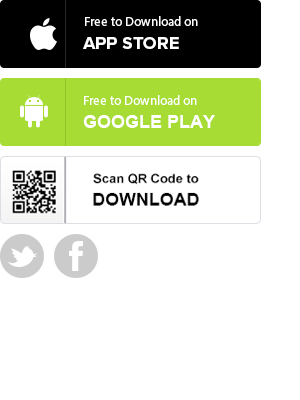 Free to Download on
APP STORE
Free to Download on
GOOGLE PLAY
Scan QR Code to
DOWNLOAD